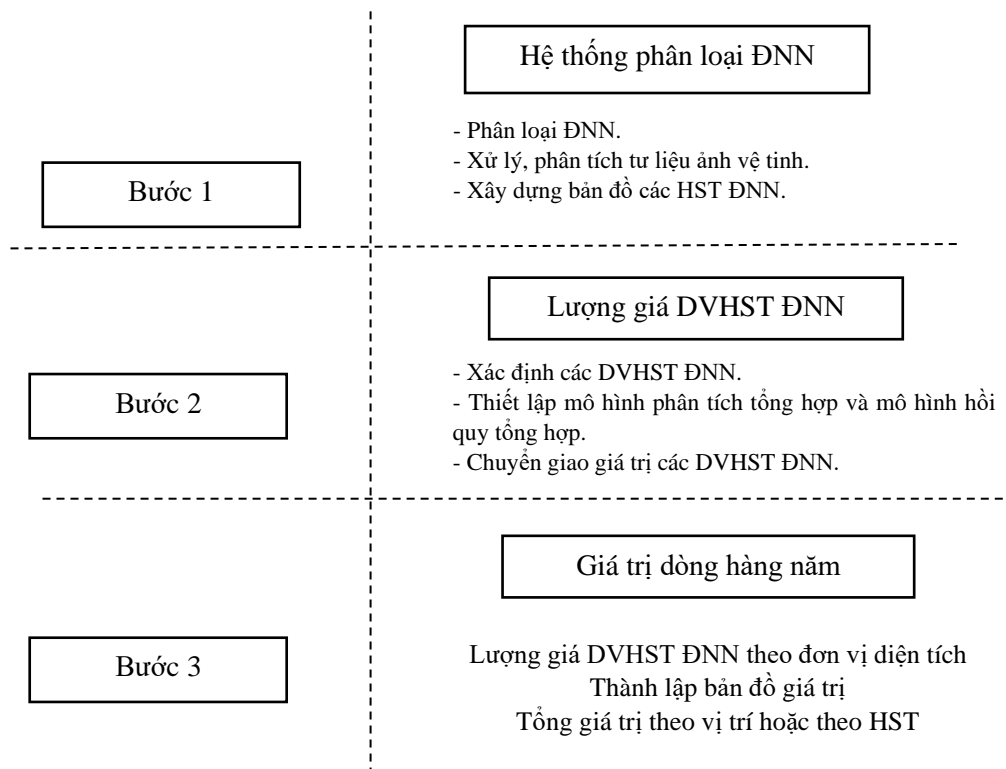 Hệ thống phân loại ĐNN
- Phân loại ĐNN.
- Xử lý, phân tích tư liệu ảnh vệ tinh.
- Xây dựng bản đồ các HST ĐNN.
Bước 1
Lượng giá DVHST ĐNN
- Xác định các DVHST ĐNN.
- Thiết lập mô hình phân tích tổng hợp và mô hình hồi
quy tổng hợp.
- Chuyển giao giá trị các DVHST ĐNN.
Bước 2
Giá trị dòng hàng năm
Bước 3
Lượng giá DVHST ĐNN theo đơn vị diện tích
Thành lập bản đồ giá trị
Tổng giá trị theo vị trí hoặc theo HST